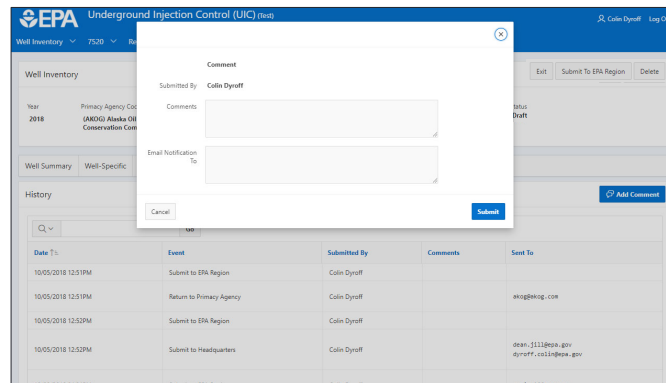 EPA Underground Injection Control (UIC) (Test)
Colin Dyroff Log O
Well Inventory 7520 Re
Well Inventory
Exit Submit To EPA Region Delete
Year Primacy Agency Cod
2018 (AKOG) Alaska Oil
Conservation Com
tatus
Draft
Comment
Submitted By Colin Dyroff
Comments
Email Notification
To
Cancel Submit
Well Summary Well-Specific
History
Add Comment
Go
Date Event Submitted By Comments Sent To
10/05/2018 12:51PM Submit to EPA Region Colin Dyroff
10/05/2018 12:51PM Return to Primacy Agency Colin Dyroff akog@akog.com
10/05/2018 12:52PM Submit to EPA Region Colin Dyroff
10/05/2018 12:52PM Submit to Headquarters Colin Dyroff dean.jill@epa.gov
dyroff.colin@epa.gov